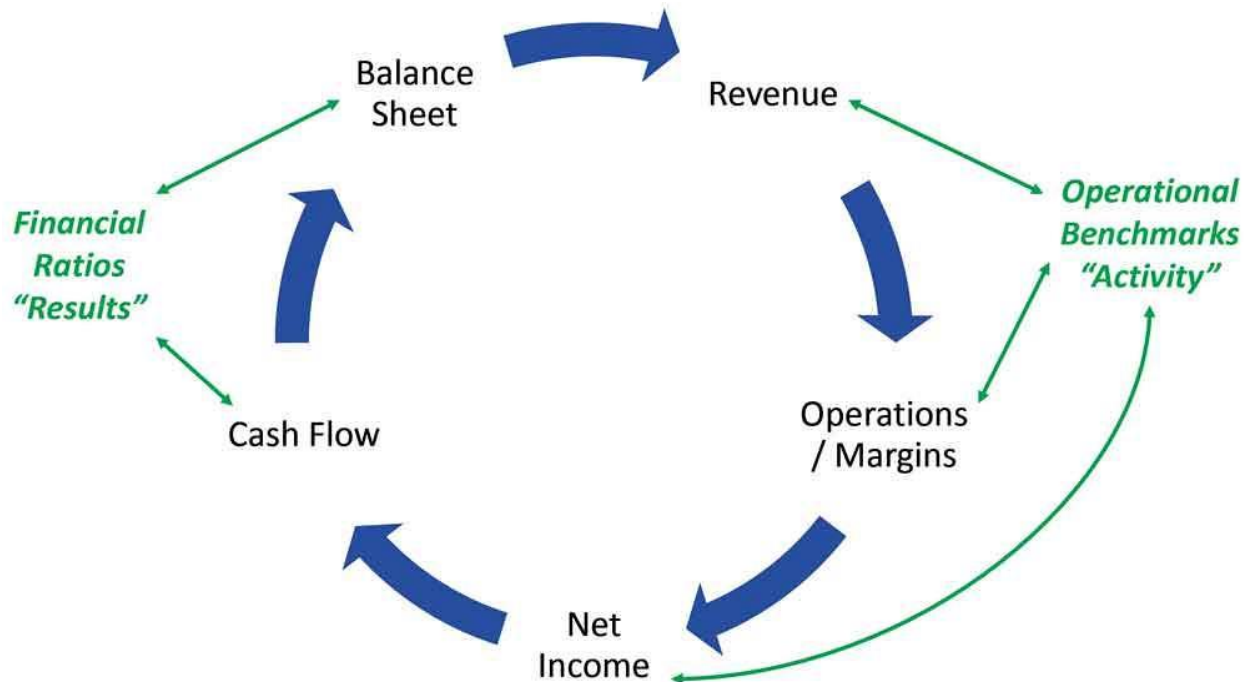 Balance
Sheet
Revenue
Financial
Ratios
“Results”
Operational
Benchmarks
“Activity”
Cash Flow
Operations
/ Margins
Net
Income